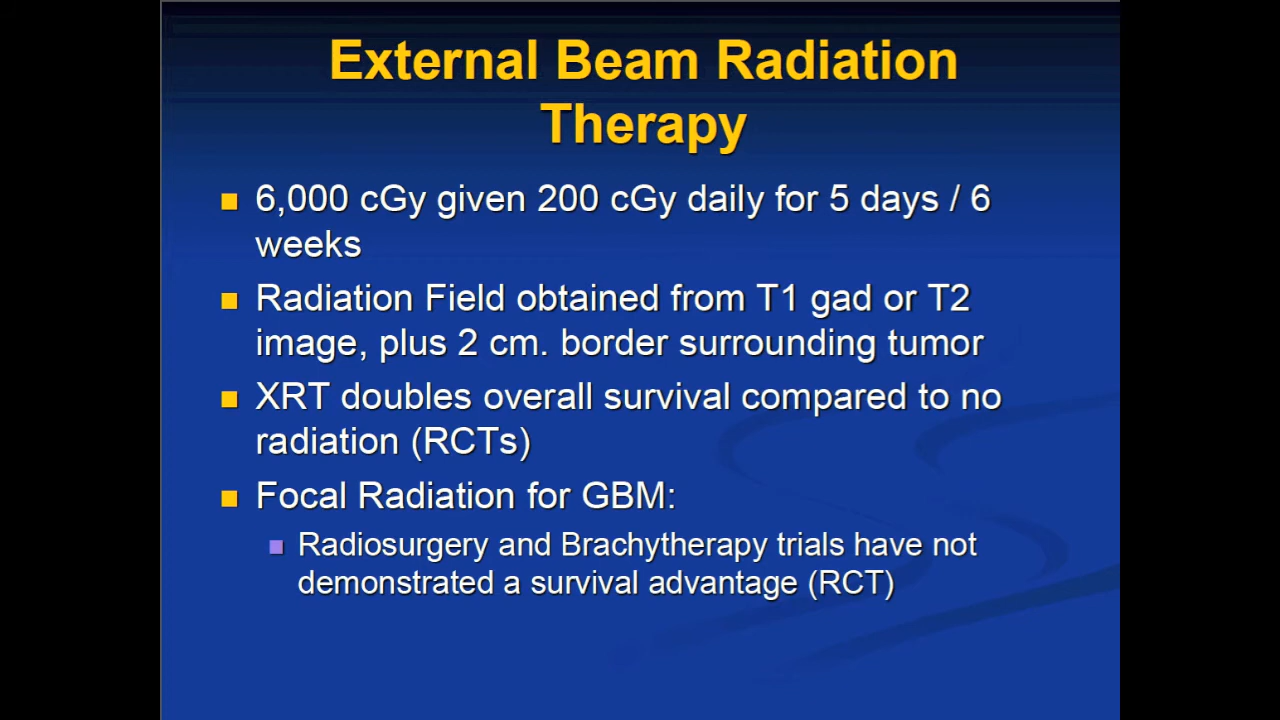 External Beam Radiation
Therapy
6,000 cGy given 200 cGy daily for 5 days / 6
weeks
Radiation Field obtained from T1 gad or T2
image, plus 2 cm. border surrounding tumor
XRT doubles overall survival compared to no
radiation (RCTs)
Focal Radiation for GBM:
Radiosurgery and Brachytherapy trials have not
demonstrated a survival advantage (RCT)